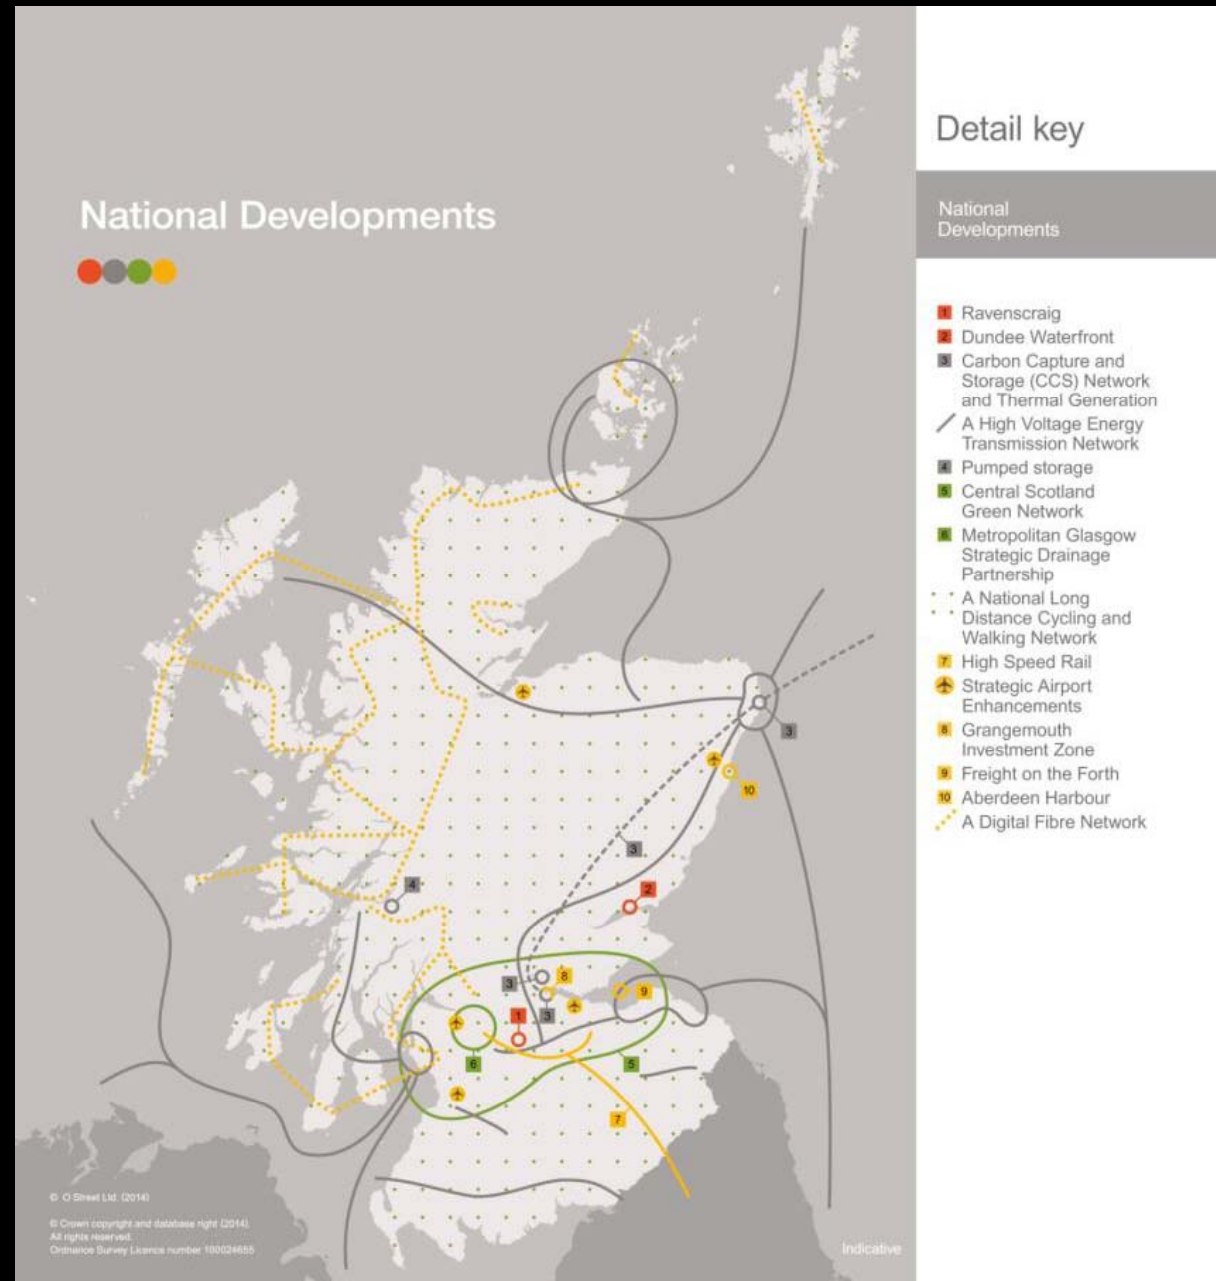 National Developments
3
10
3
4
2
3
8
9
1
3
6
5
7
© O Street Ltd. (2014)
© Crown copyright and database right (2014).
All rights reserved.
Ordnance Survey Licence number 100024655
Indicative
Detail key
National
Developments
1 Ravenscraig
2 Dundee Waterfront
3 Carbon Capture and
Storage (CCS) Network
and Thermal Generation
A High Voltage Energy
Transmission Network
4 Pumped storage
5 Central Scotland
Green Network
6 Metropolitan Glasgow
Strategic Drainage
Partnership
A National Long
Distance Cycling and
Walking Network
7 High Speed Rail
Strategic Airport
Enhancements
8 Grangemouth
Investment Zone
9 Freight on the Forth
10 Aberdeen Harbour
A Digital Fibre Network